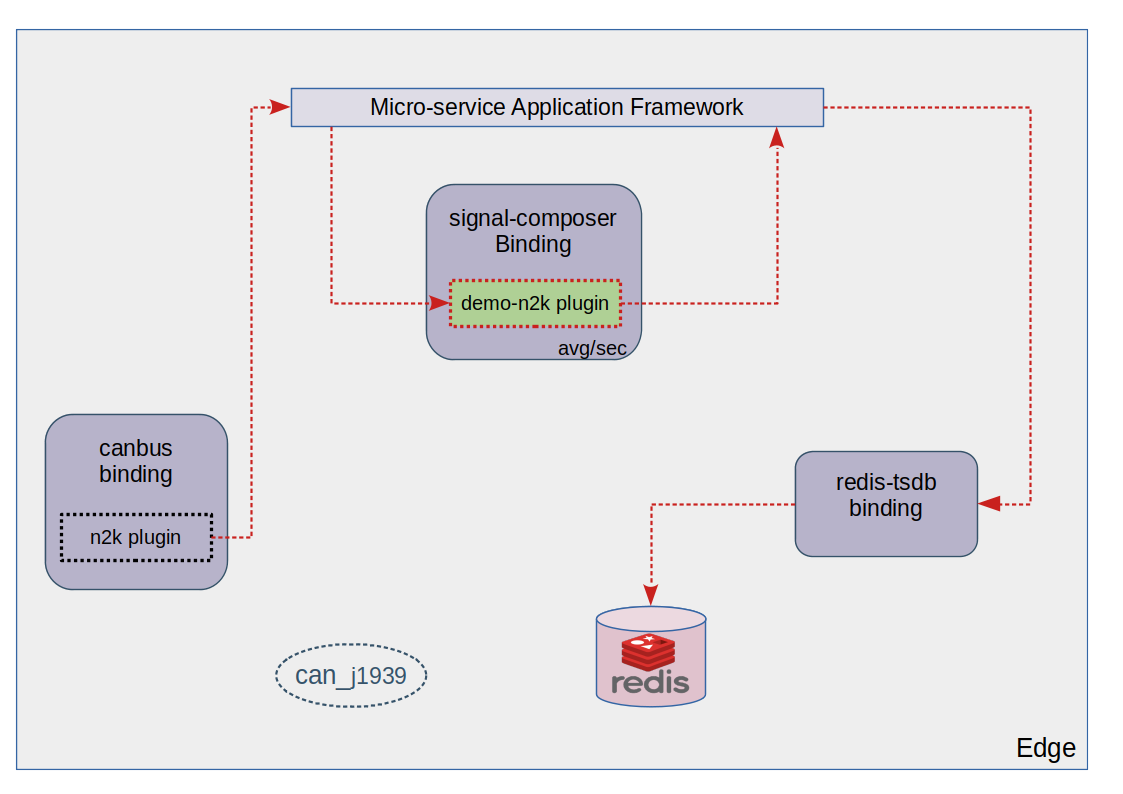 Micro-service Application Framework
signal-composer
Binding
demo-n2k plugin
avg/sec
canbus
binding
n2k plugin
redis-tsdb
binding
can_j1939
redis
Edge